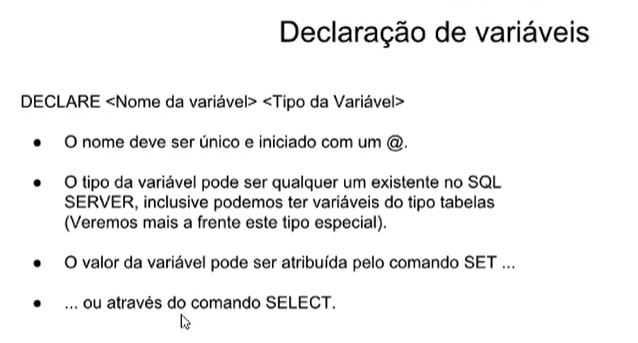 Declaração de variáveis
DECLARE <Nome da variável> <Tipo da Variável>
● O nome deve ser único e iniciado com um @.
● O tipo da variável pode ser qualquer um existente no SQL
SERVER, inclusive podemos ter variáveis do tipo tabelas
(Veremos mais a frente este tipo especial).
● O valor da variável pode ser atribuída pelo comando SET ...
● ... ou através do comando SELECT.